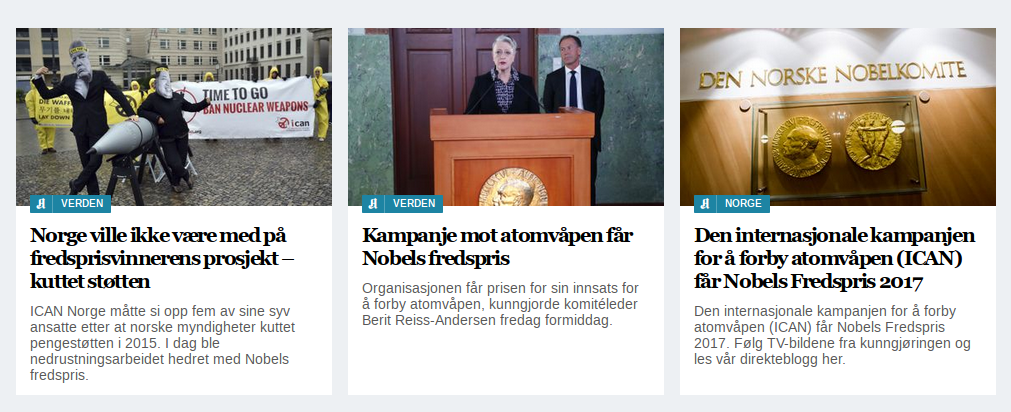 DIE WAFFEN
LAY DOWN
TIME TO GO
BAN NUCLEAR WEAPONS
ican
VERDEN
Norge ville ikke være med på
fredsprisvinnerens prosjekt –
kuttet støtten
ICAN Norge måtte si opp fem av sine syv
ansatte etter at norske myndigheter kuttet
pengestøtten i 2015. I dag ble
nedrustningsarbeidet hedret med Nobels
fredspris.
VERDEN
Kampanje mot atomvåpen får
Nobels fredspris
Organisasjonen får prisen for sin innsats for
å forby atomvåpen, kunngjorde komitéleder
Berit Reiss-Andersen fredag formiddag.
DEN NORSKE NOBELKOMITE
NORGE
Den internasjonale kampanjen
for å forby atomvåpen (ICAN)
får Nobels Fredspris 2017
Den internasjonale kampanjen for å forby
atomvåpen (ICAN) får Nobels Fredspris
2017. Følg TV-bildene fra kunngjøringen og
les vår direkteblogg her.